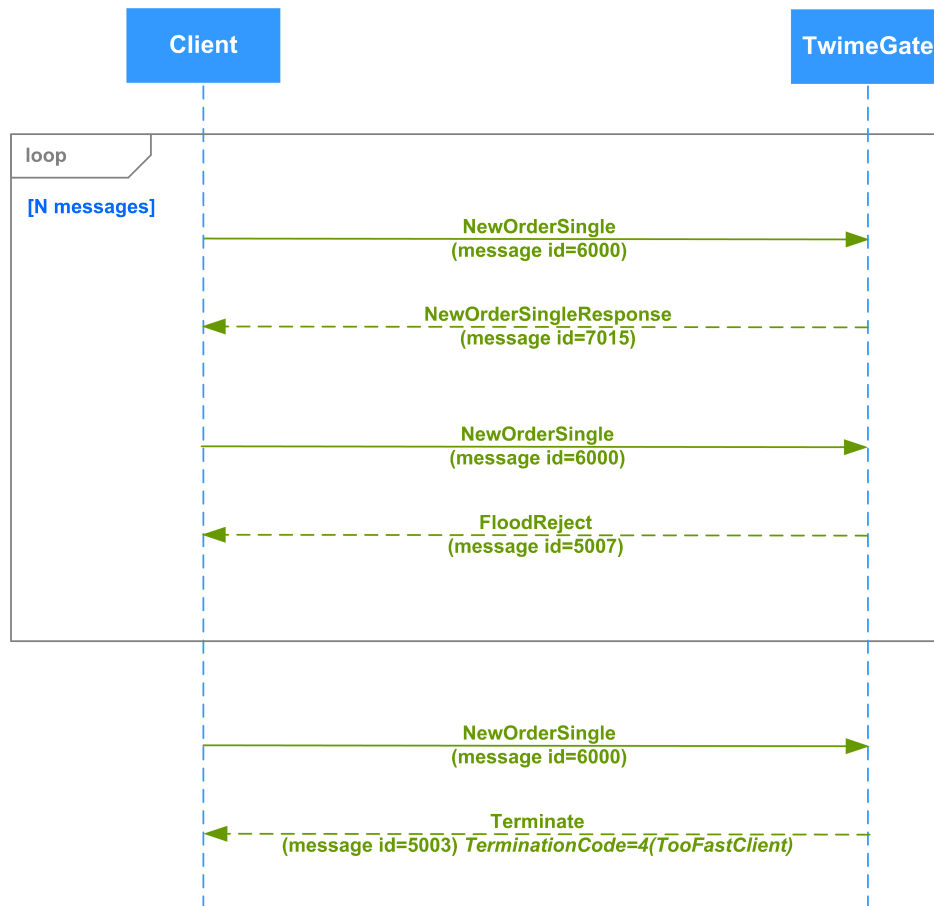 Client
TwimeGate
loop
[N messages]
NewOrderSingle
(message id=6000)
NewOrderSingleResponse
(message id=7015)
NewOrderSingle
(message id=6000)
FloodReject
(message id=5007)
NewOrderSingle
(message id=6000)
Terminate
(message id=5003) TerminationCode=4(TooFastClient)